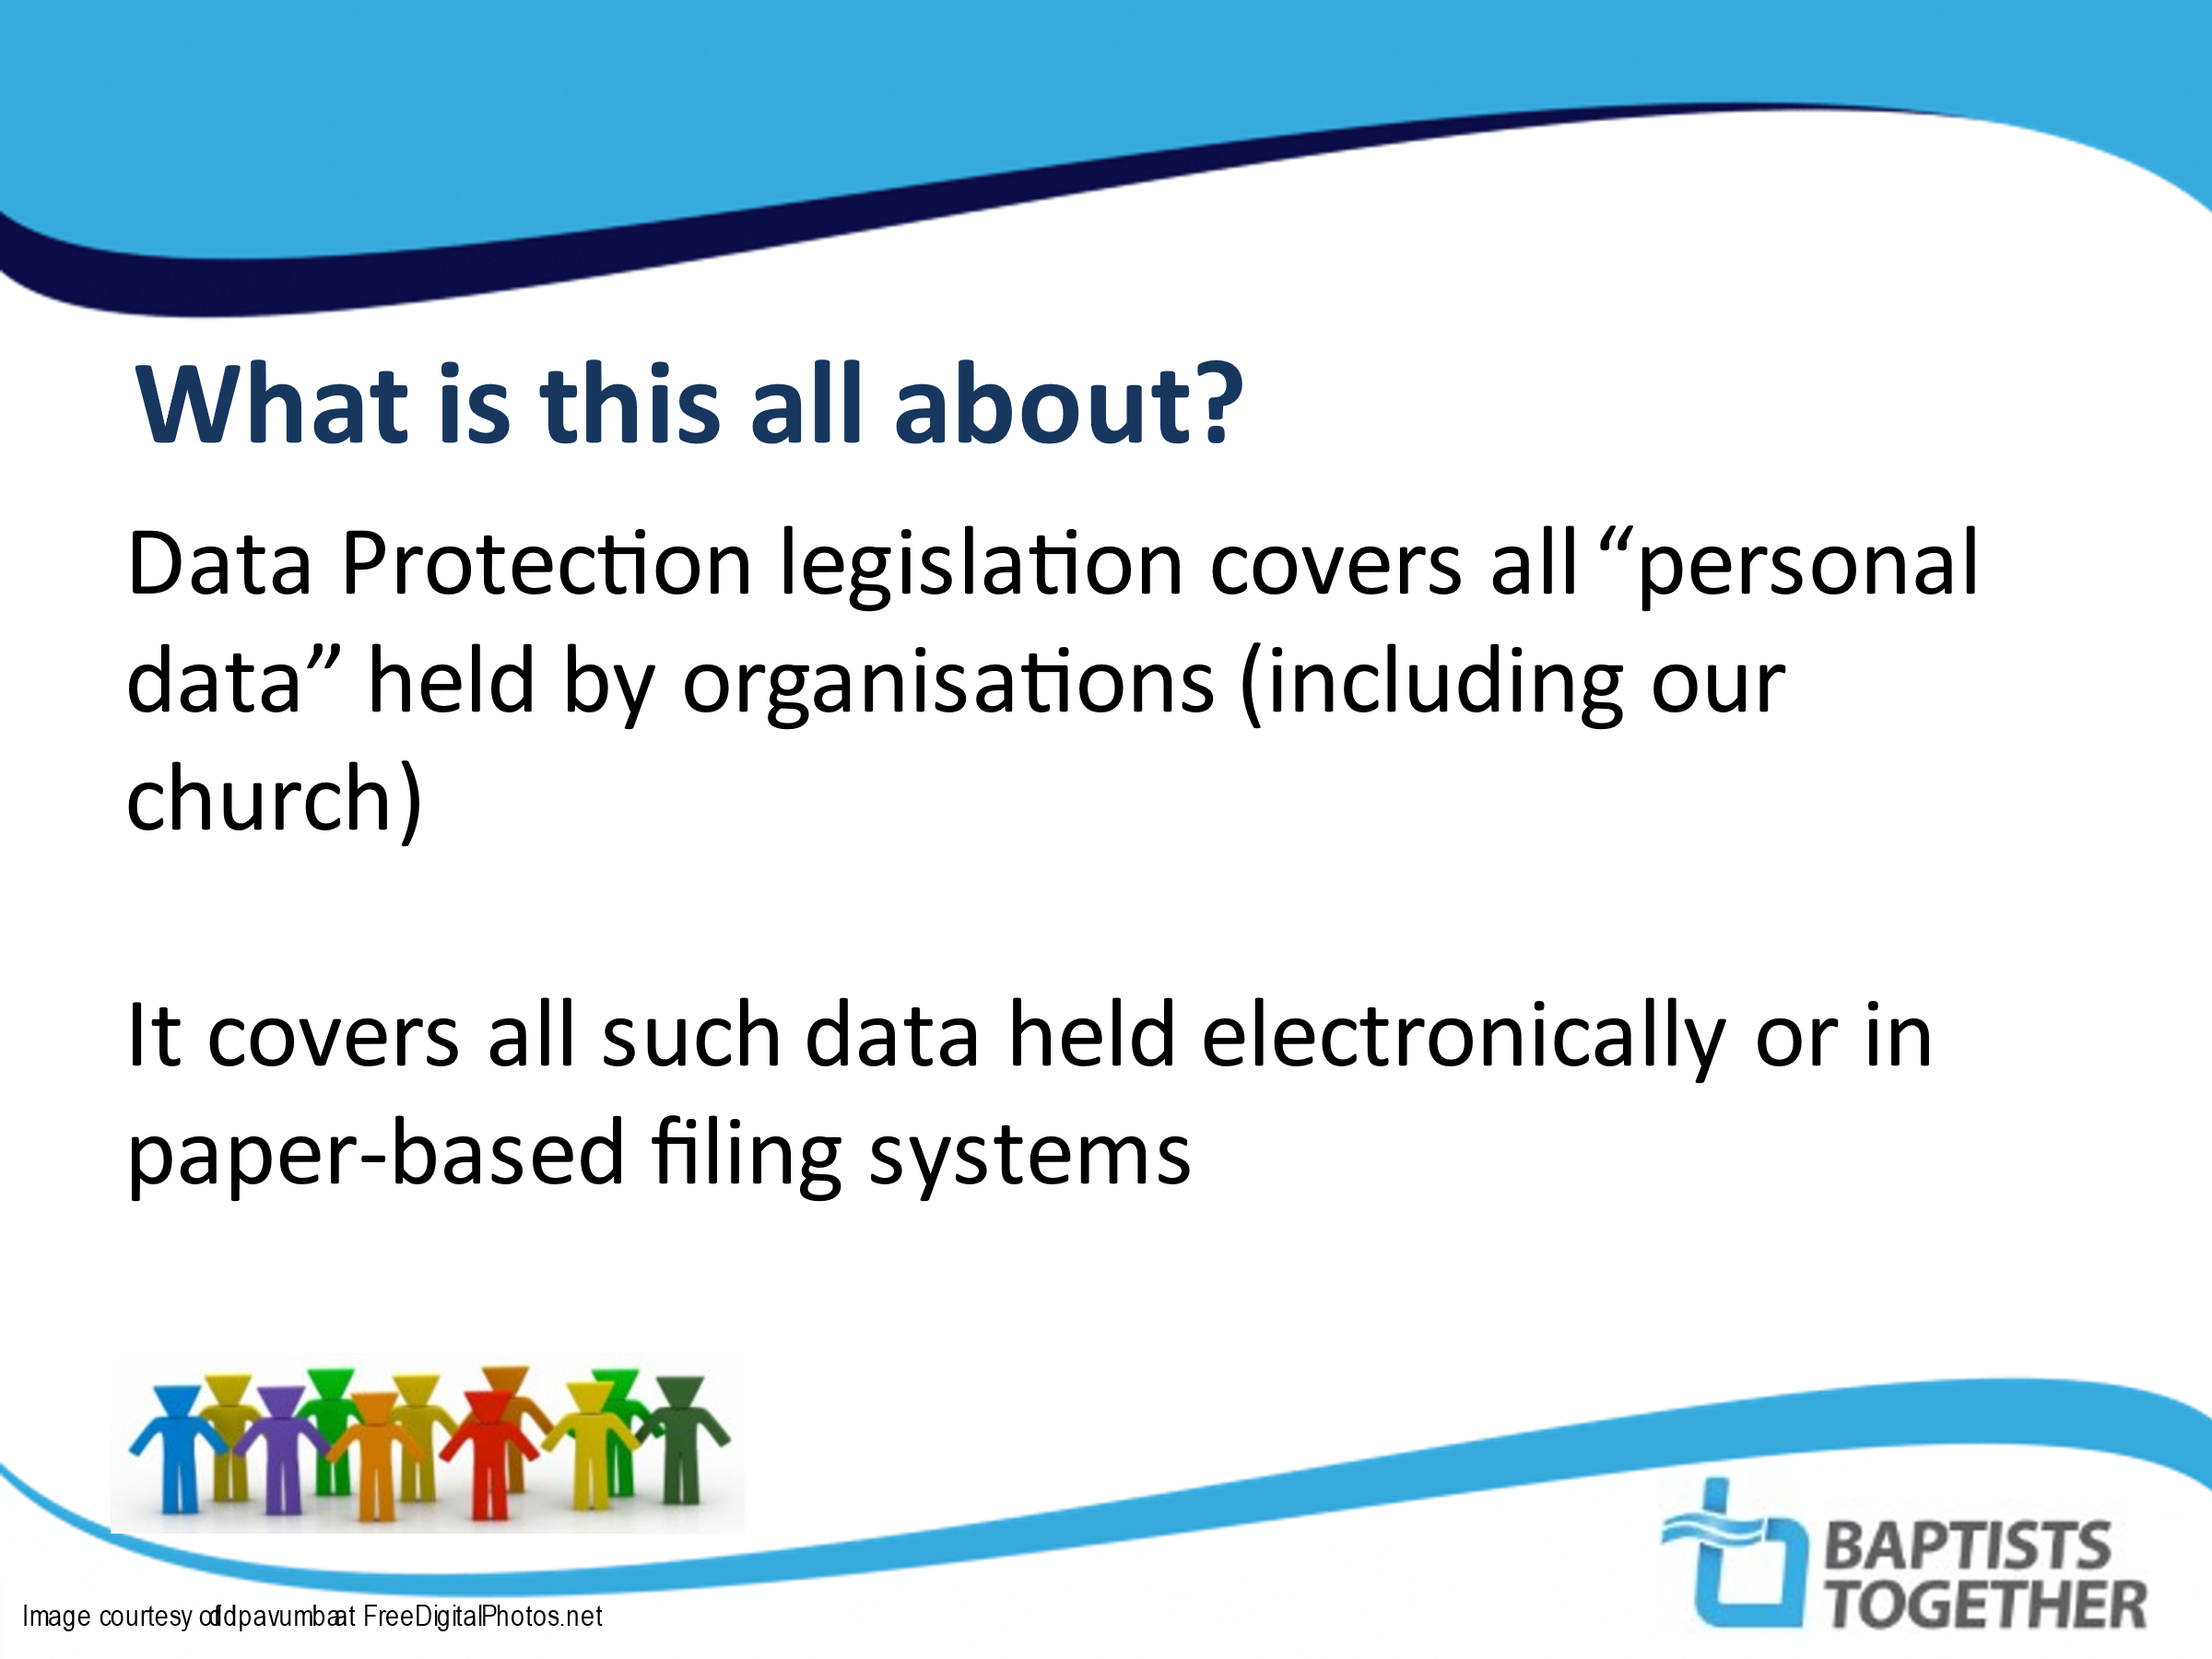 What is this all about?
Data Protection legislation covers all “personal
data” held by organisations (including our
church)
It covers all such data held electronically or in
paper-based filing systems
Image courtesy of ddpavumba at FreeDigitalPhotos.net
BAPTISTS
TOGETHER